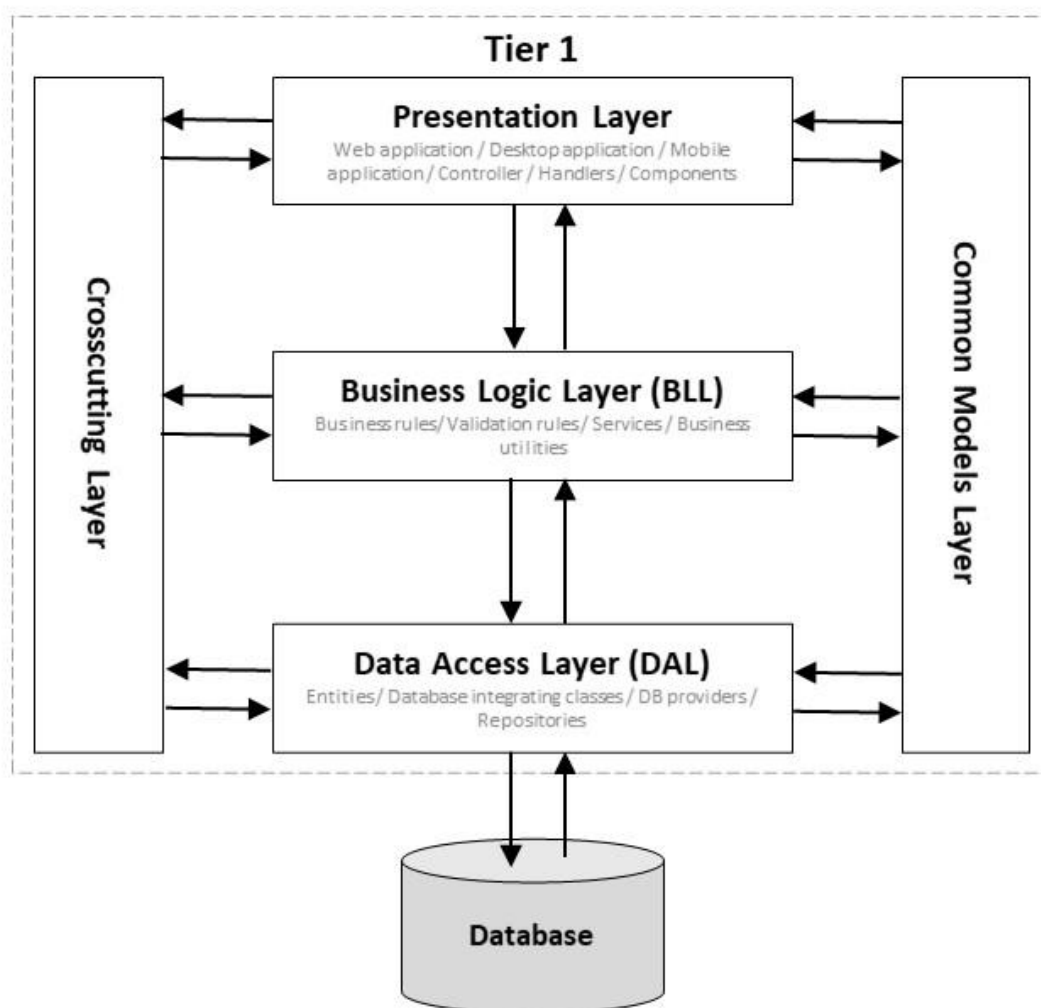 Tier 1
Presentation Layer
Web application / Desktop application / Mobile
application / Controller / Handlers / Components
Crosscutting Layer
Common Models Layer
Business Logic Layer (BLL)
Business rules/ Validation rules / Services / Business
utilities
Data Access Layer (DAL)
Entities / Database integrating classes / DB providers /
Repositories
Database